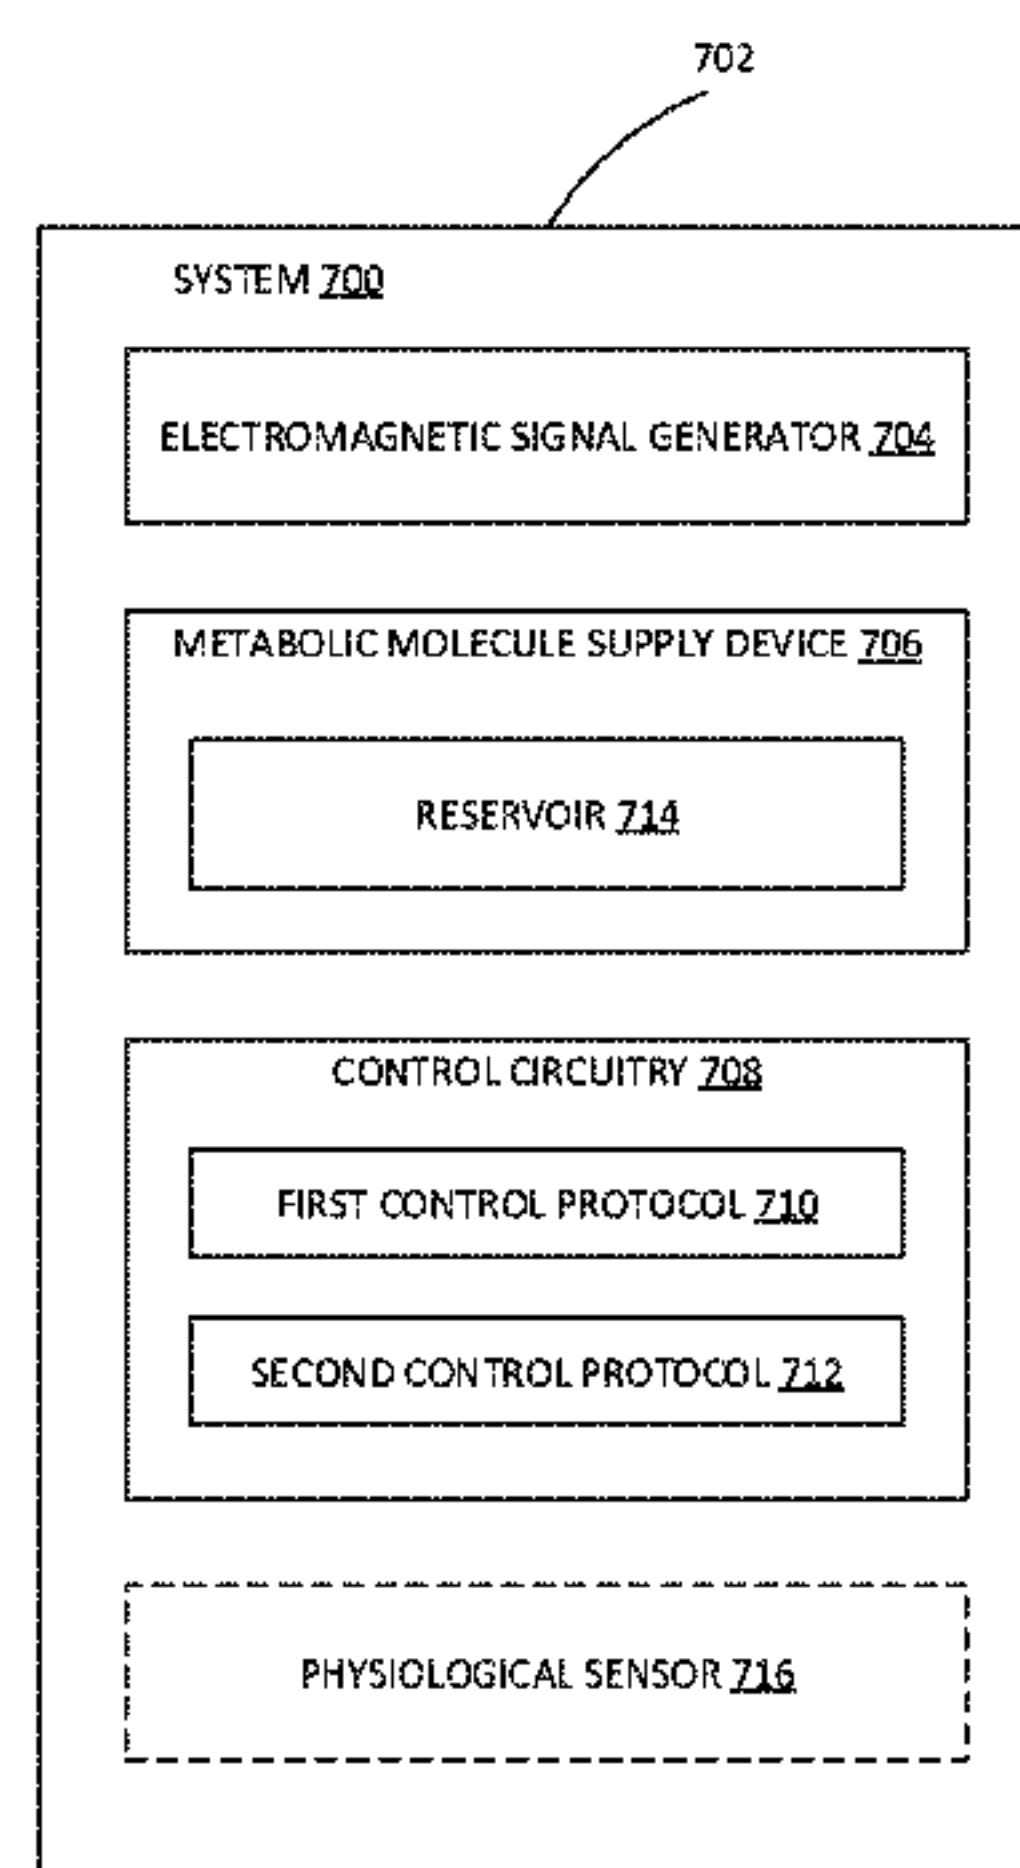 702
SYSTEM 700
ELECTROMAGNETIC SIGNAL GENERATOR 704
METABOLIC MOLECULE SUPPLY DEVICE 706
RESERVOIR 714
CONTROL CIRCUITRY 708
FIRST CONTROL PROTOCOL 710
SECOND CONTROL PROTOCOL 712
PHYSIOLOGICAL SENSOR 716